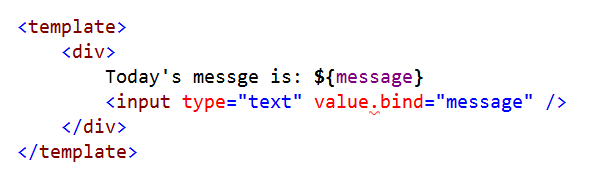 <template>
    <div>
        Today's messge is: ${message}
        <input type="text" value.bind="message" />
    </div>
</template>